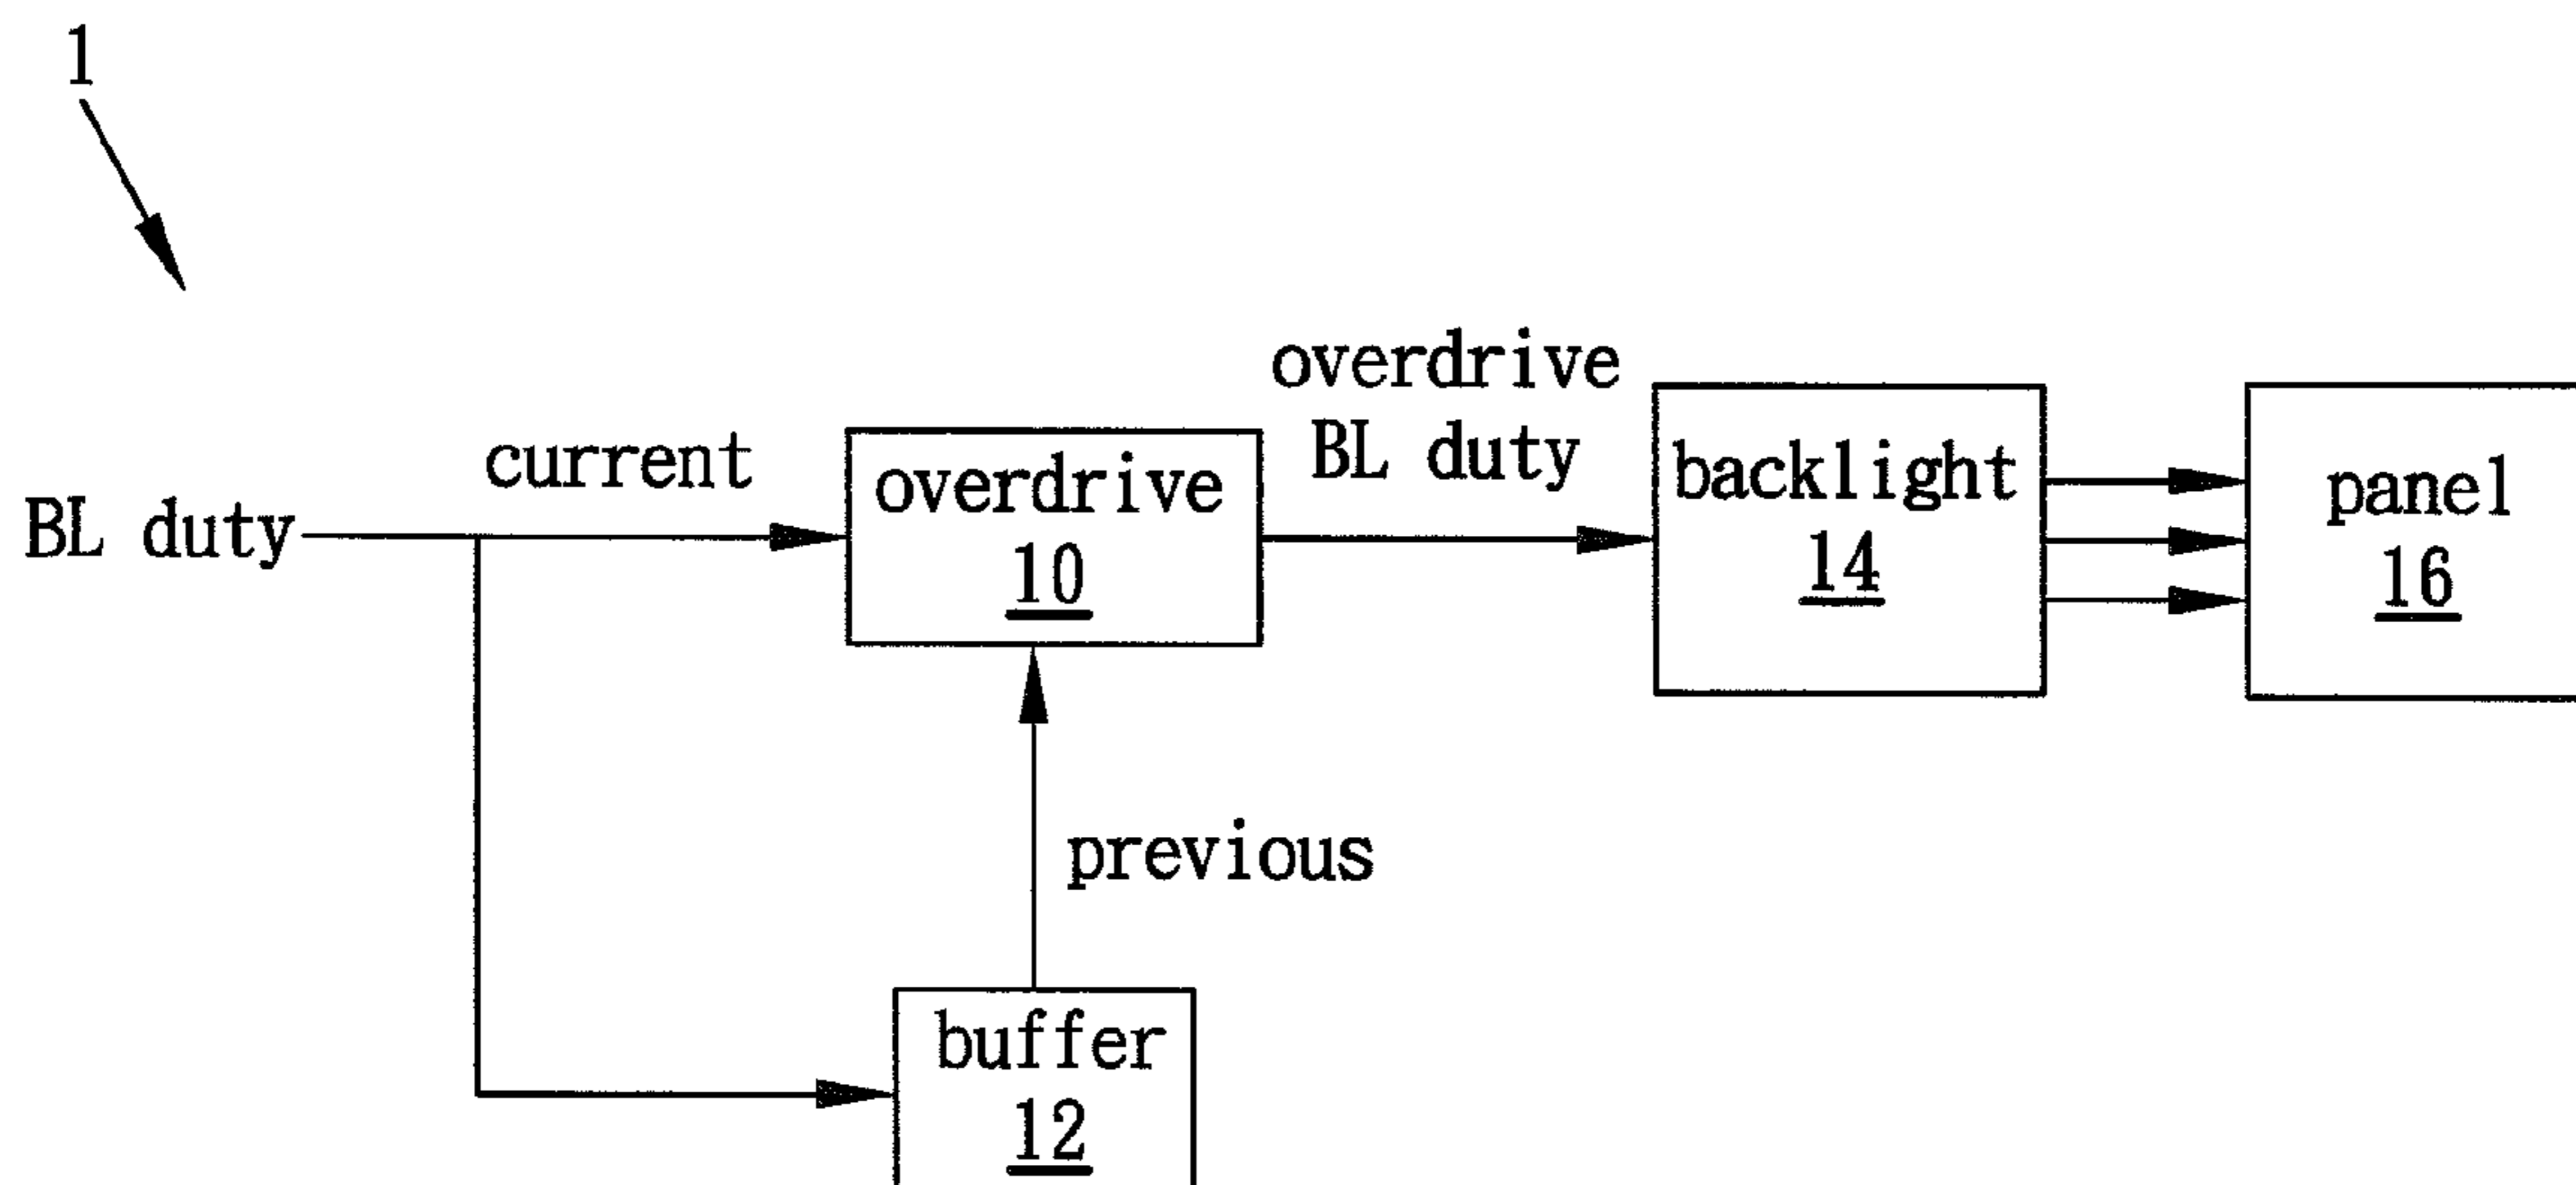 1
overdrive
BL duty
current
BL duty
overdrive
10
backlight
14
panel
16
previous
buffer
12